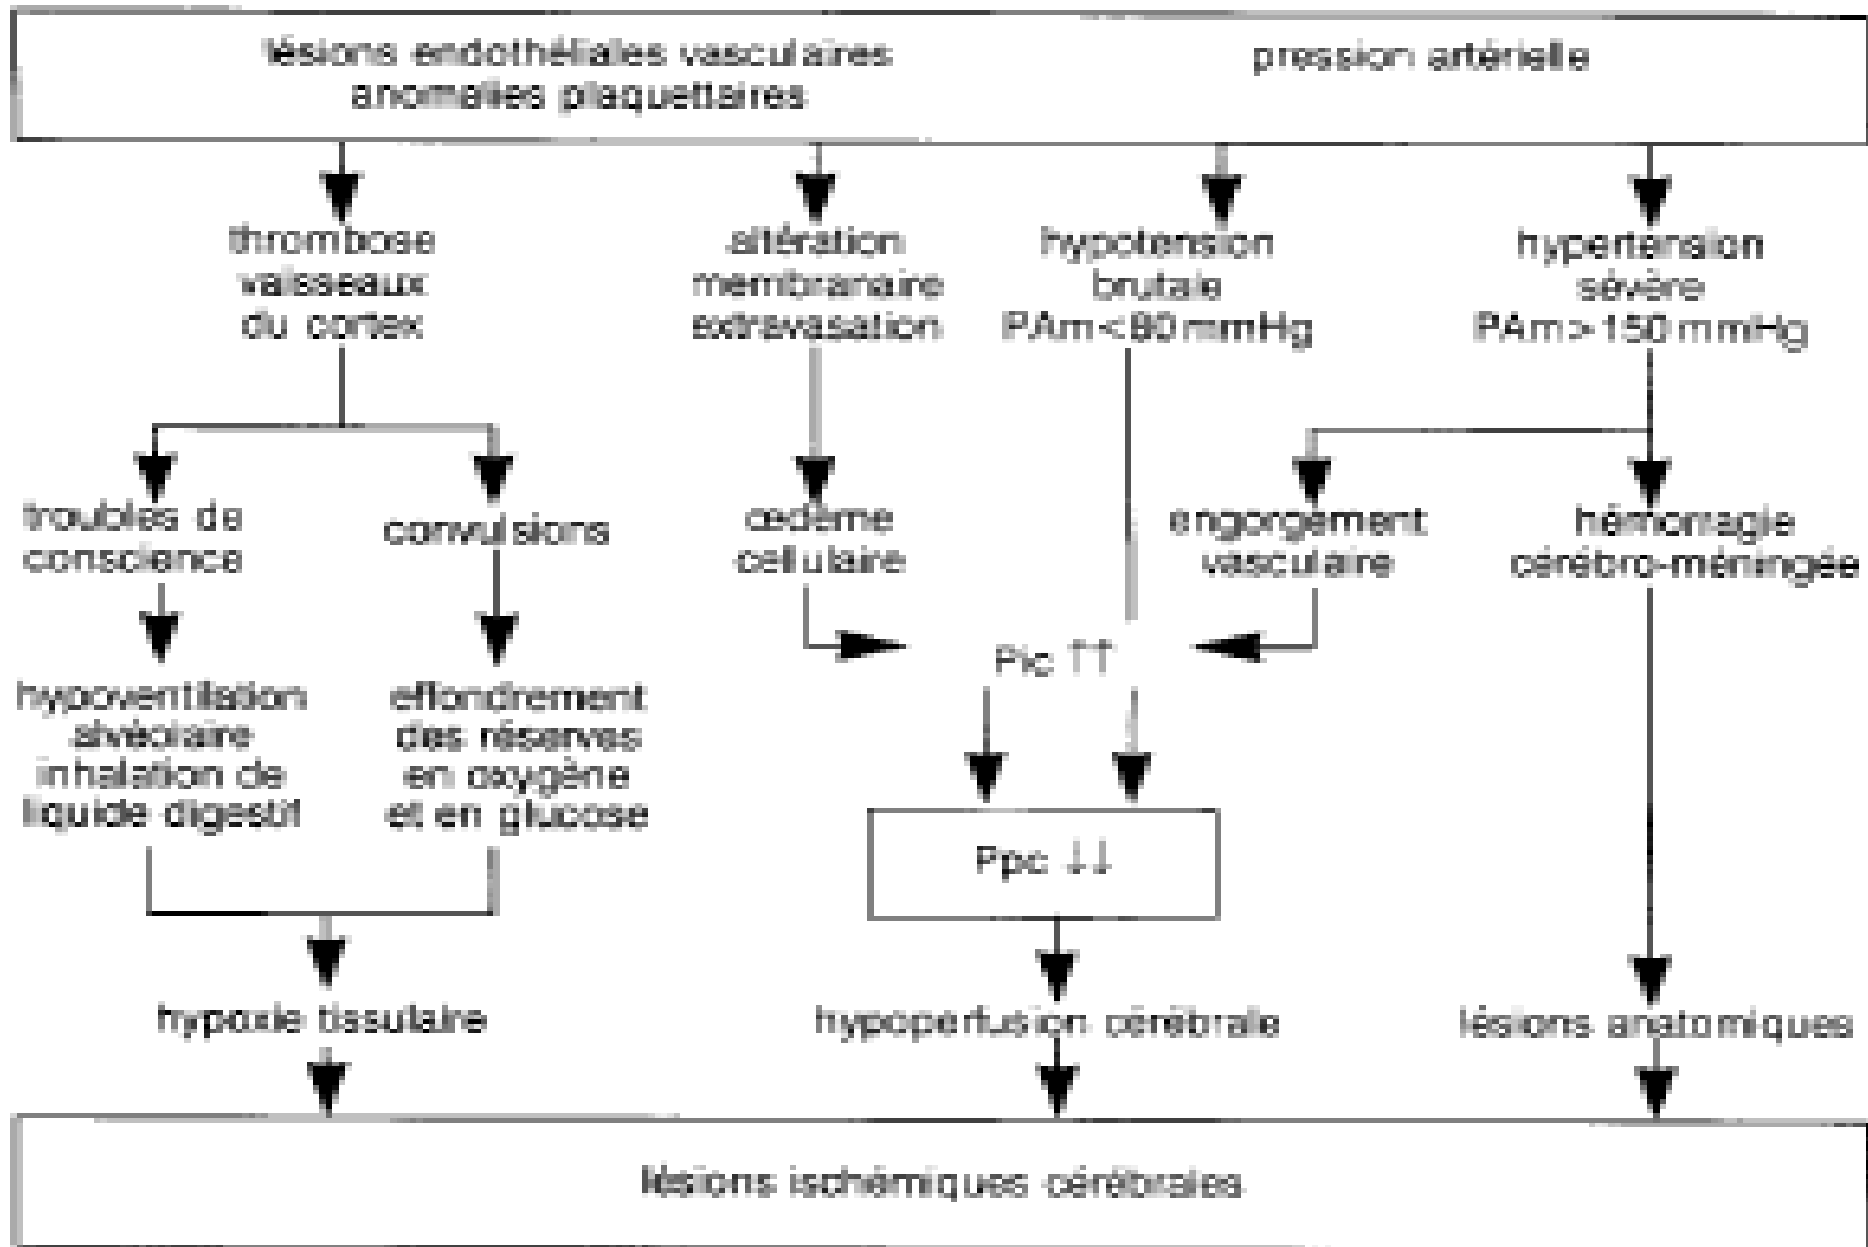 lésions endothéliales vasculaires
anomalies plaquettaires
pression artérielle
thrombose
vaisseaux
du cortex
altération
membranaire
extravasation
hypotension
brutale
PAm < 80 mmHg
hypertension
sévère
PAm > 150 mmHg
troubles de
conscience
convulsions
œdème
cellulaire
engorgement
vasculaire
hémorragie
cérébro-méningée
hypoventilation
alvéolaire
inhalation de
liquide digestif
effondrement
des réserves
en oxygène
et en glucose
Pic ↑↑
Ppc ↓↓
hypoxie tissulaire
hypoperfusion cérébrale
lésions anatomiques
lésions ischémiques cérébrales